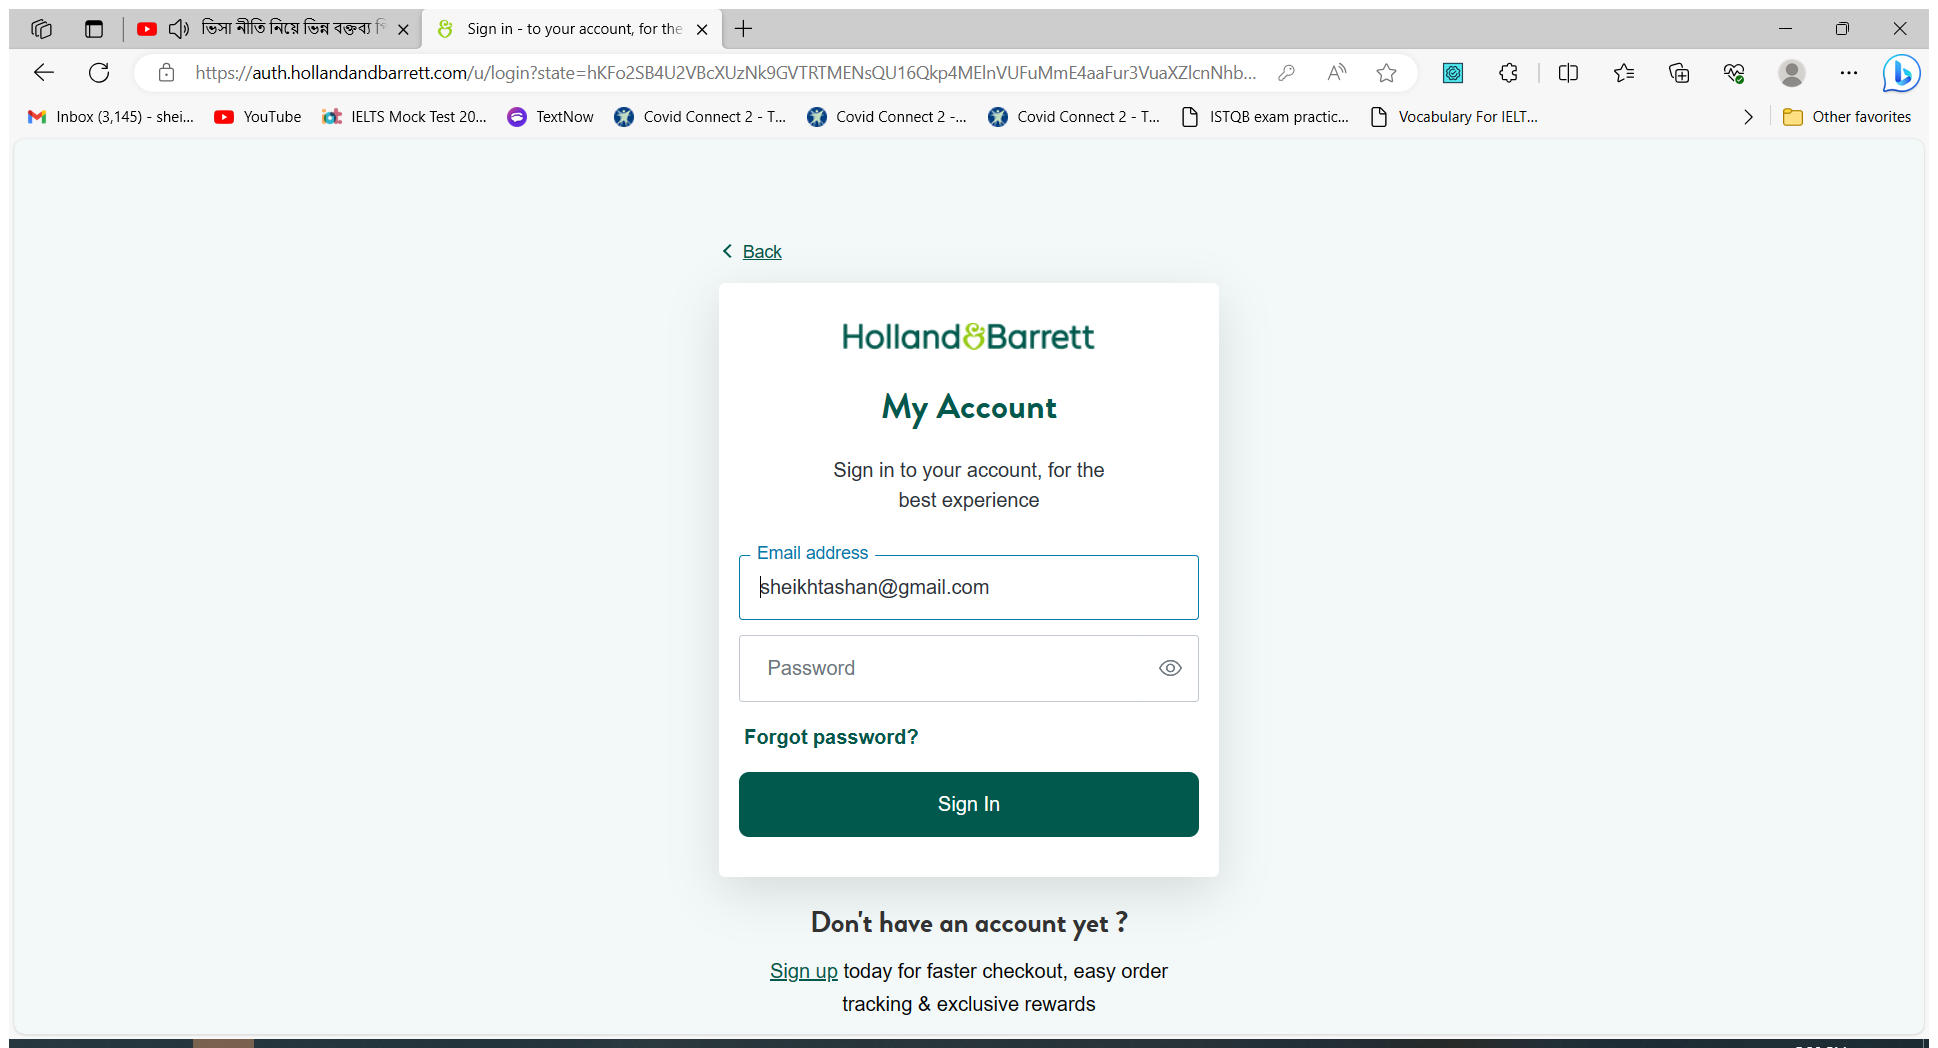 ভিসা নীতি নিয়ে ভিন্ন বক্তব্য
Sign in - to your account, for the
https://auth.hollandandbarrett.com/u/login?state=hKFo2SB4U2VBcXUzNk9GVTRTMENsQU16Qkp4MElnVUFuMmE4aaFur3VuaXZlcnNhb...
Inbox (3,145) - shei...
YouTube
IELTS Mock Test 20...
TextNow
Covid Connect 2 - T...
Covid Connect 2 -...
Covid Connect 2 - T...
ISTQB exam practic...
Vocabulary For IELT...
Other favorites
Back
Holland&Barrett
My Account
Sign in to your account, for the
best experience
Email address
sheikhtashan@gmail.com
Password
Forgot password?
Sign In
Don't have an account yet ?
Sign up today for faster checkout, easy order
tracking & exclusive rewards